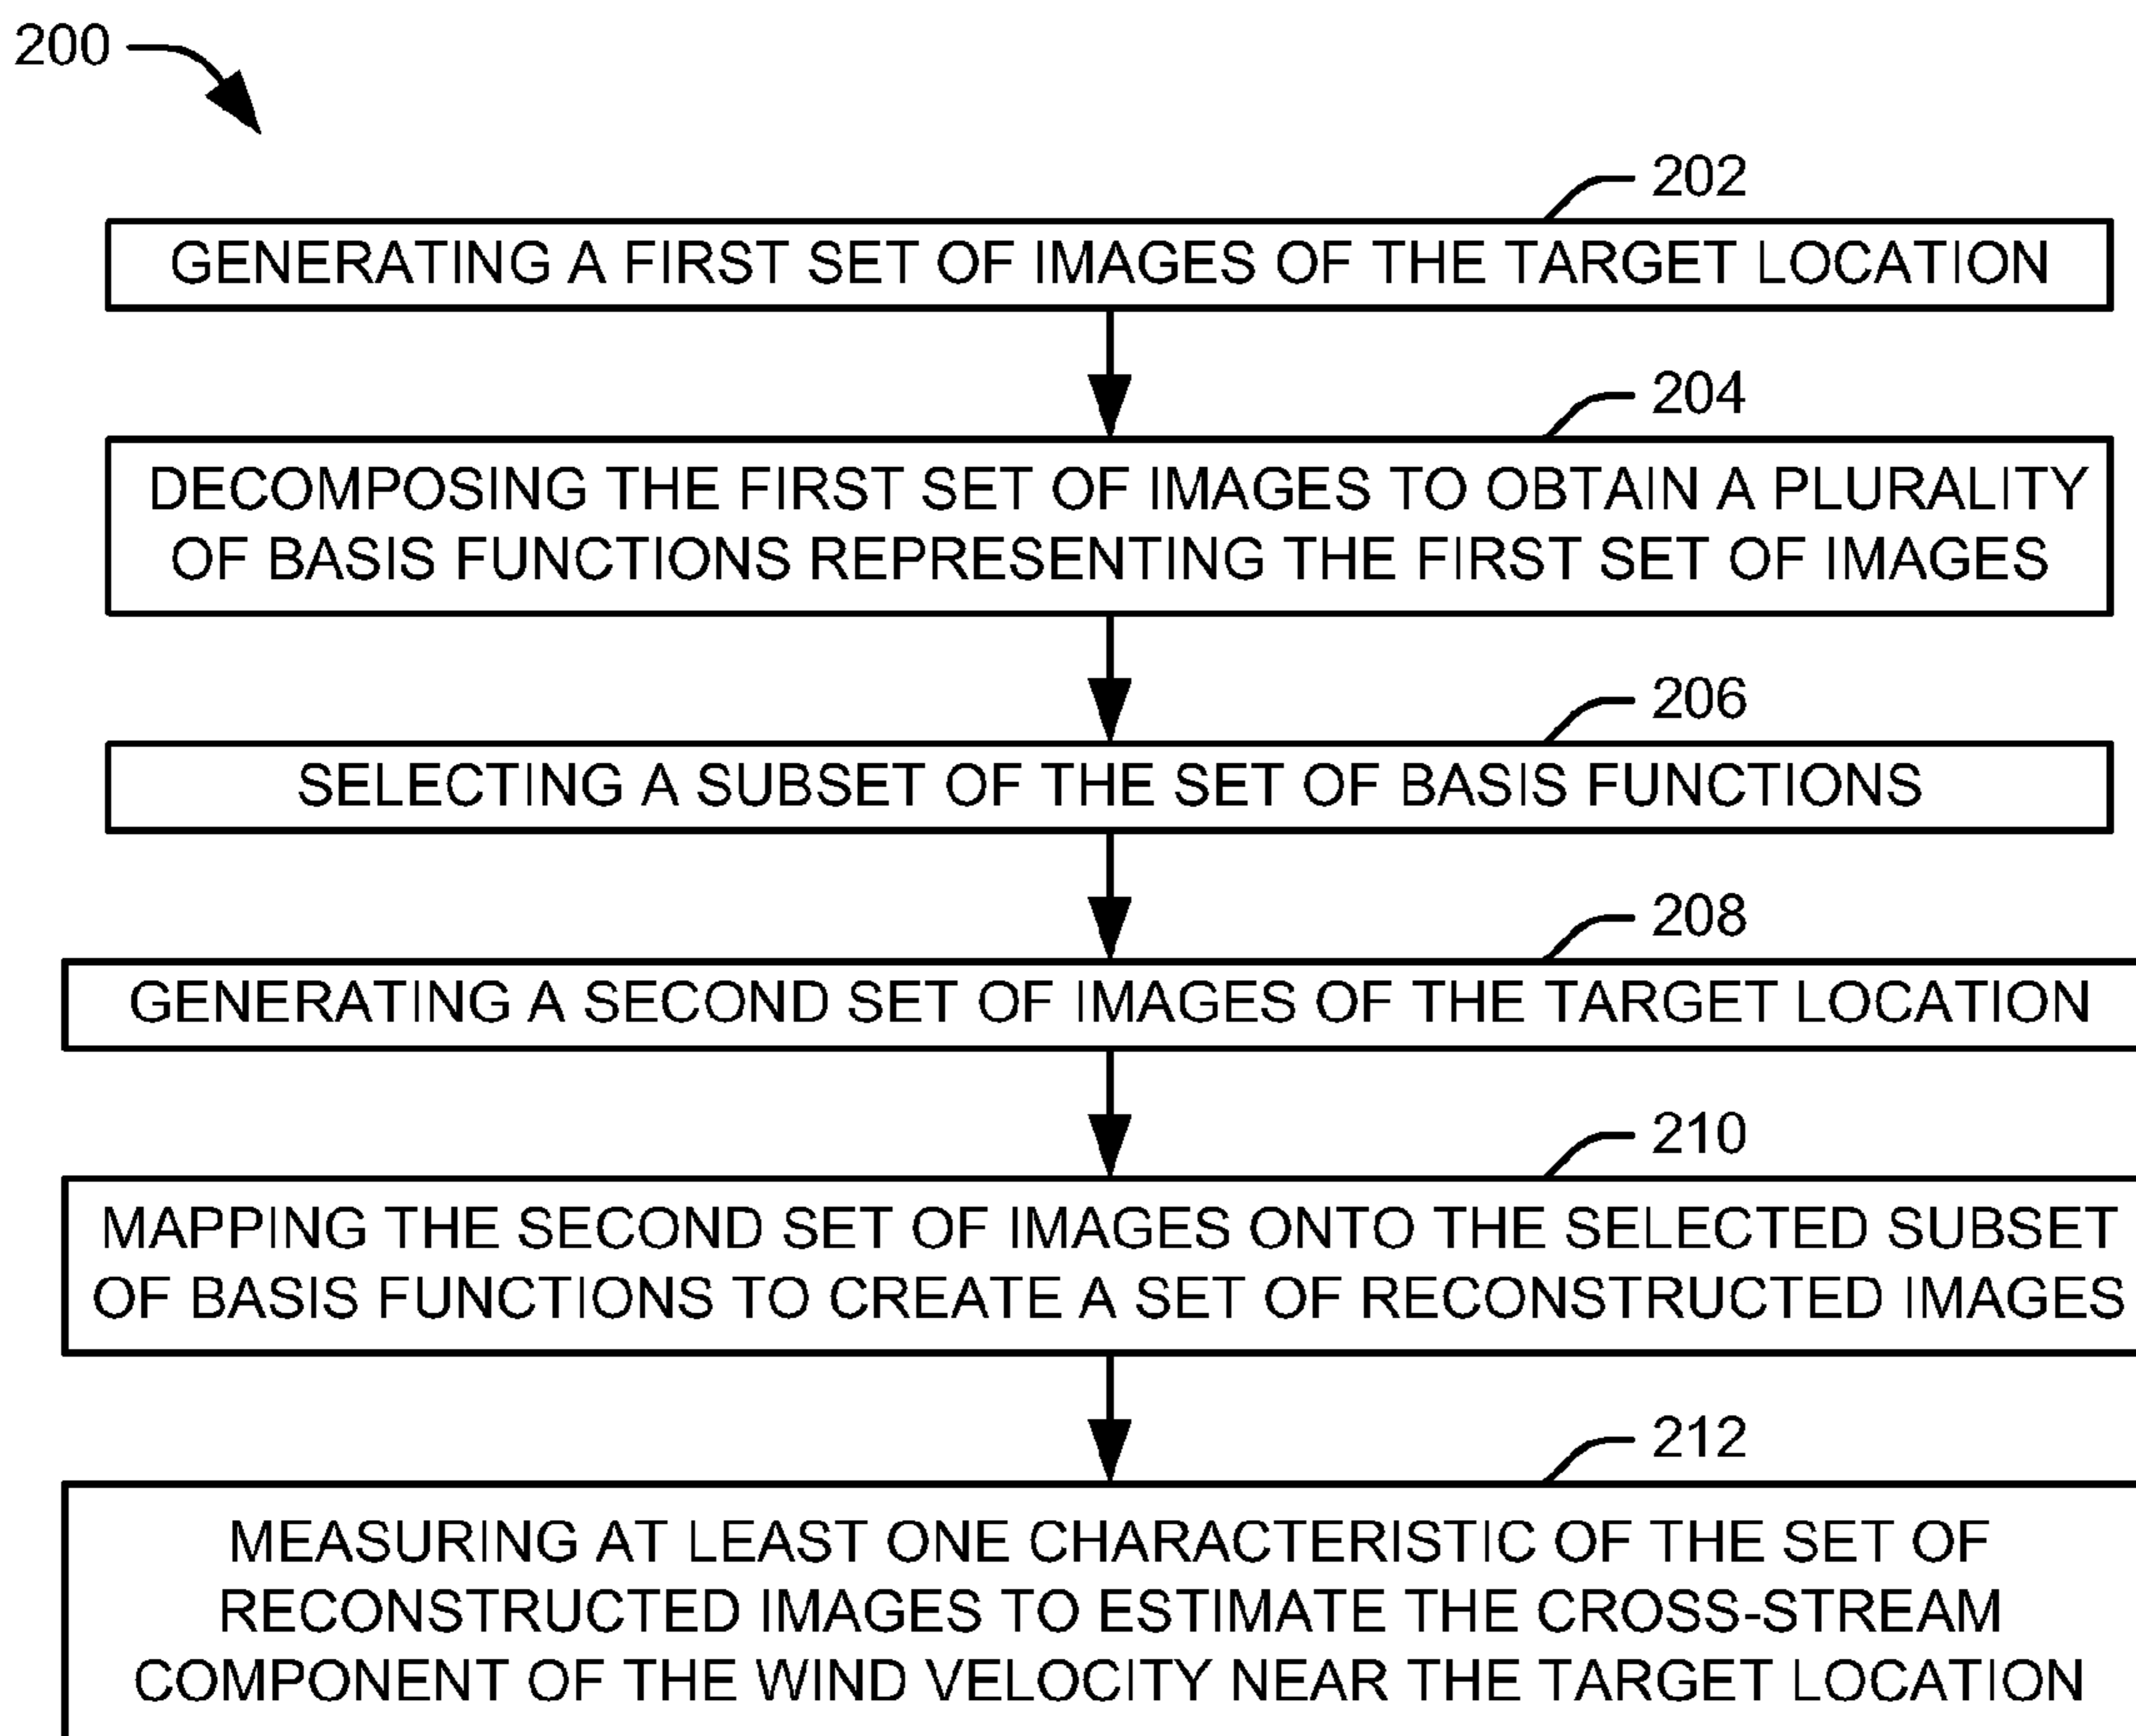 200
202
GENERATING A FIRST SET OF IMAGES OF THE TARGET LOCATION
204
DECOMPOSING THE FIRST SET OF IMAGES TO OBTAIN A PLURALITY
OF BASIS FUNCTIONS REPRESENTING THE FIRST SET OF IMAGES
206
SELECTING A SUBSET OF THE SET OF BASIS FUNCTIONS
208
GENERATING A SECOND SET OF IMAGES OF THE TARGET LOCATION
210
MAPPING THE SECOND SET OF IMAGES ONTO THE SELECTED SUBSET
OF BASIS FUNCTIONS TO CREATE A SET OF RECONSTRUCTED IMAGES
212
MEASURING AT LEAST ONE CHARACTERISTIC OF THE SET OF
RECONSTRUCTED IMAGES TO ESTIMATE THE CROSS-STREAM
COMPONENT OF THE WIND VELOCITY NEAR THE TARGET LOCATION